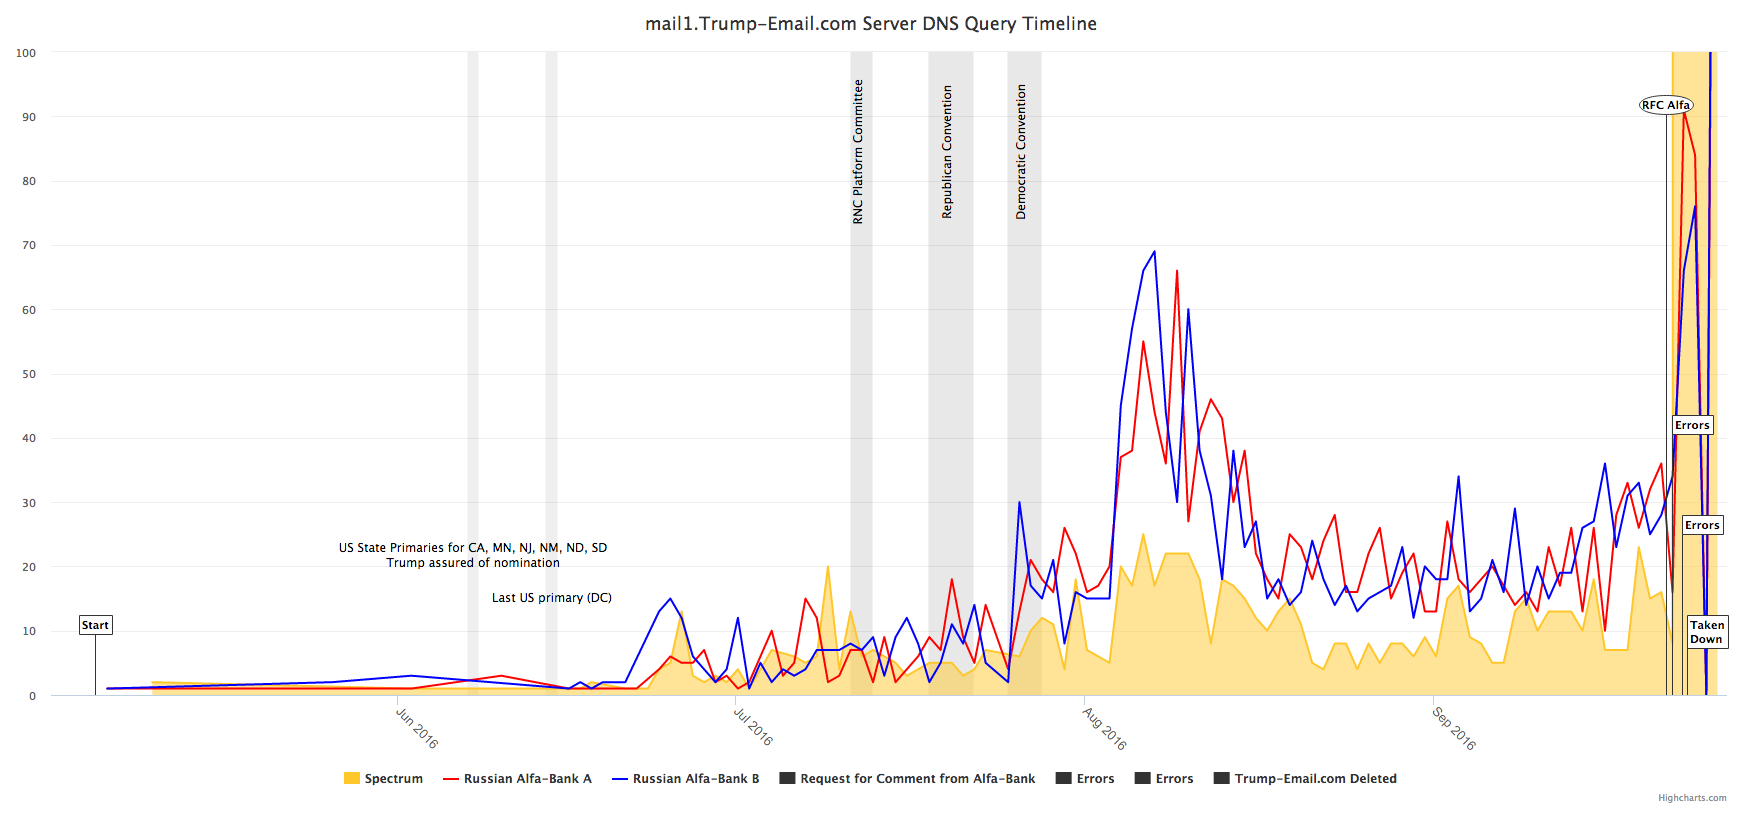 mail1.Trump-Email.com Server DNS Query Timeline
100
90
80
70
60
50
40
30
20
10
0
RNC Platform Committee
Republican Convention
Democratic Convention
RFC Alfa
Errors
Errors
US State Primaries for CA, MN, NJ, NM, ND, SD
Trump assured of nomination
Last US primary (DC)
Start
Taken
Down
Jun 2016
Jul 2016
Aug 2016
Sep 2016
Spectrum
Russian Alfa-Bank A
Russian Alfa-Bank B
Request for Comment from Alfa-Bank
Errors
Errors
Trump-Email.com Deleted
Highcharts.com